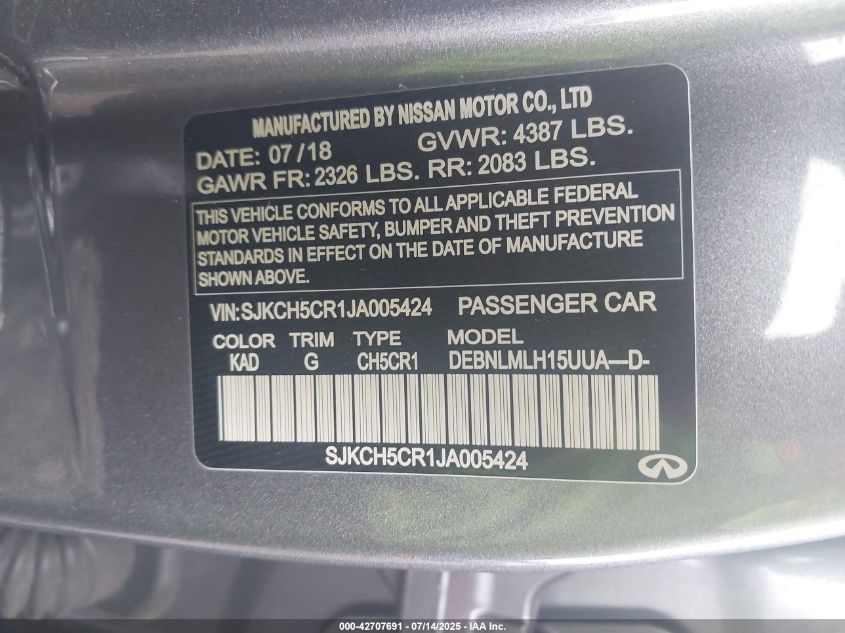 MANUFACTURED BY NISSAN MOTOR CO., LTD
DATE: 07/18 GVWR: 4387 LBS.
GAWR FR: 2326 LBS. RR: 2083 LBS.
THIS VEHICLE CONFORMS TO ALL APPLICABLE FEDERAL
MOTOR VEHICLE SAFETY, BUMPER AND THEFT PREVENTION
STANDARDS IN EFFECT ON THE DATE OF MANUFACTURE
SHOWN ABOVE.
VIN:SJKCH5CR1JA005424 PASSENGER CAR
COLOR TRIM TYPE MODEL
KAD G CH5CR1 DEBNLMLH15UUA—D-
SJKCH5CR1JA005424
000-42707691 - 07/14/2025 - IAA Inc.